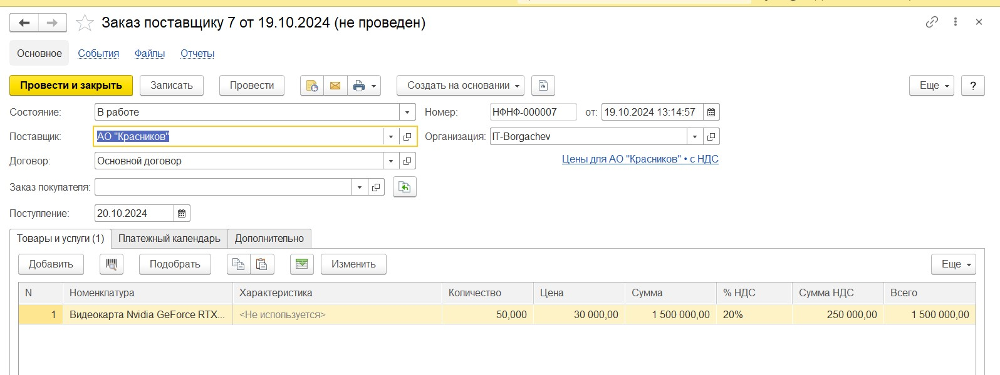 Заказ поставщику 7 от 19.10.2024 (не проведен)
Основное События Файлы Отчеты
Провести и закрыть Записать Провести Создать на основании Еще ?
Состояние: В работе Номер: НФНФ-000007 от: 19.10.2024 13:14:57
Поставщик: АО "Красников" Организация: IT-Borgachev
Договор: Основной договор Цены для АО "Красников" • с НДС
Заказ покупателя:
Поступление: 20.10.2024
Товары и услуги (1) Платежный календарь Дополнительно
Добавить Подобрать Изменить Еще
N Номенклатура Характеристика Количество Цена Сумма % НДС Сумма НДС Всего
1 Видеокарта Nvidia GeForce RTX... <Не используется> 50,000 30 000,00 1 500 000,00 20% 250 000,00 1 500 000,00